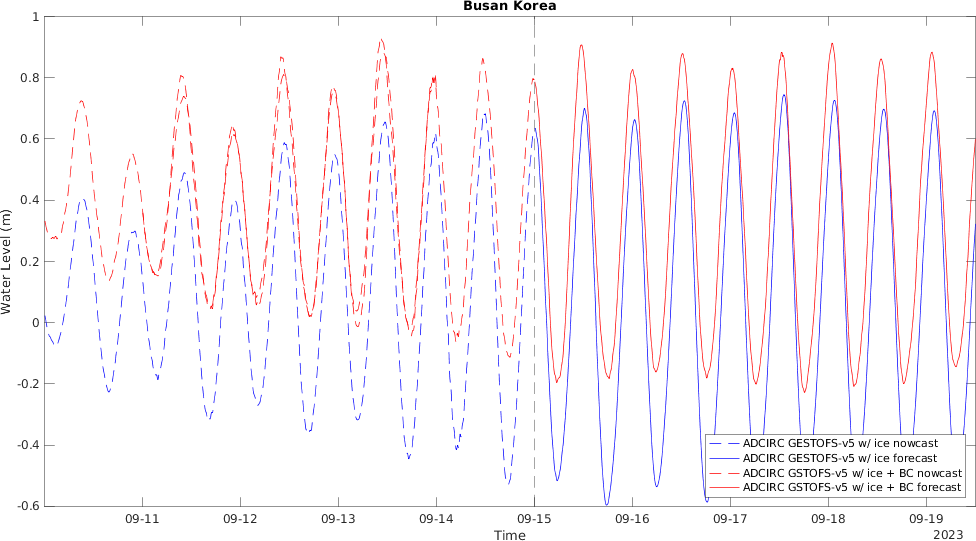 Busan Korea
Water Level (m)
1
0.8
0.6
0.4
0.2
0
-0.2
-0.4
-0.6
ADCIRC GESTOFS-v5 w/ ice nowcast
ADCIRC GESTOFS-v5 w/ ice forecast
ADCIRC GSTOFS-v5 w/ ice + BC nowcast
ADCIRC GSTOFS-v5 w/ ice + BC forecast
09-11 09-12 09-13 09-14 09-15 09-16 09-17 09-18 09-19
Time
2023